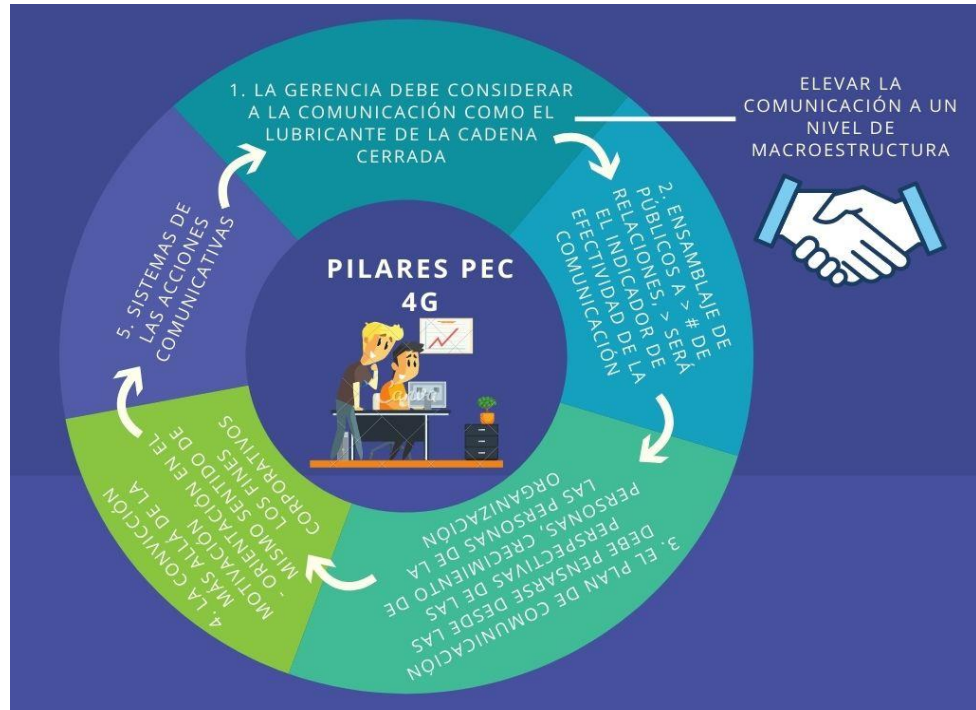 1. LA GERENCIA DEBE CONSIDERAR
A LA COMUNICACIÓN COMO EL
LUBRICANTE DE LA CADENA
CERRADA
ELEVAR LA
COMUNICACIÓN A UN
NIVEL DE
MACROESTRUCTURA
2. ENSAMBLAJE DE
PÚBLICOS A > # DE
RELACIONES, > SERÁ
EL INDICADOR DE
EFECTIVIDAD DE LA
COMUNICACIÓN
3. EL PLAN DE COMUNICACIÓN
DEBE PENSARSE DESDE LAS
PERSPECTIVAS DE LAS
PERSONAS, CRECIMIENTO DE
LAS PERSONAS DE LA
ORGANIZACIÓN
4. LA CONVICCIÓN
MÁS ALLA DE LA
MOTIVACIÓN
- ORIENTACIÓN EN EL
MISMO SENTIDO DE
LOS FINES
CORPORATIVOS
5. SISTEMAS DE
LAS ACCIONES
COMUNICATIVAS
PILARES PEC
4G